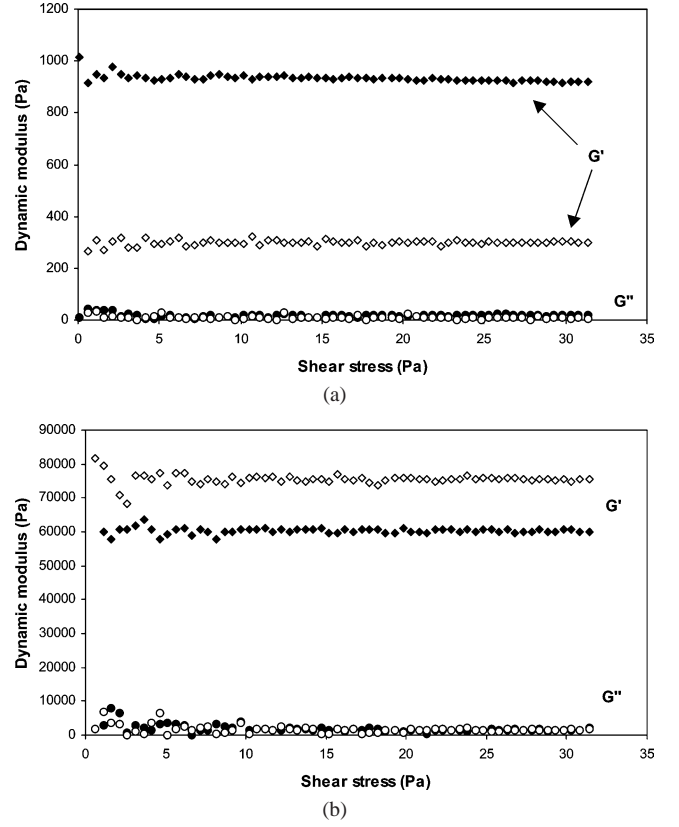 1200
1000
800
600
400
200
0
Dynamic modulus (Pa)
G'
G"
0 5 10 15 20 25 30 35
Shear stress (Pa)
(a)
90000
80000
70000
60000
50000
40000
30000
20000
10000
0
Dynamic modulus (Pa)
G'
G"
0 5 10 15 20 25 30 35
Shear stress (Pa)
(b)